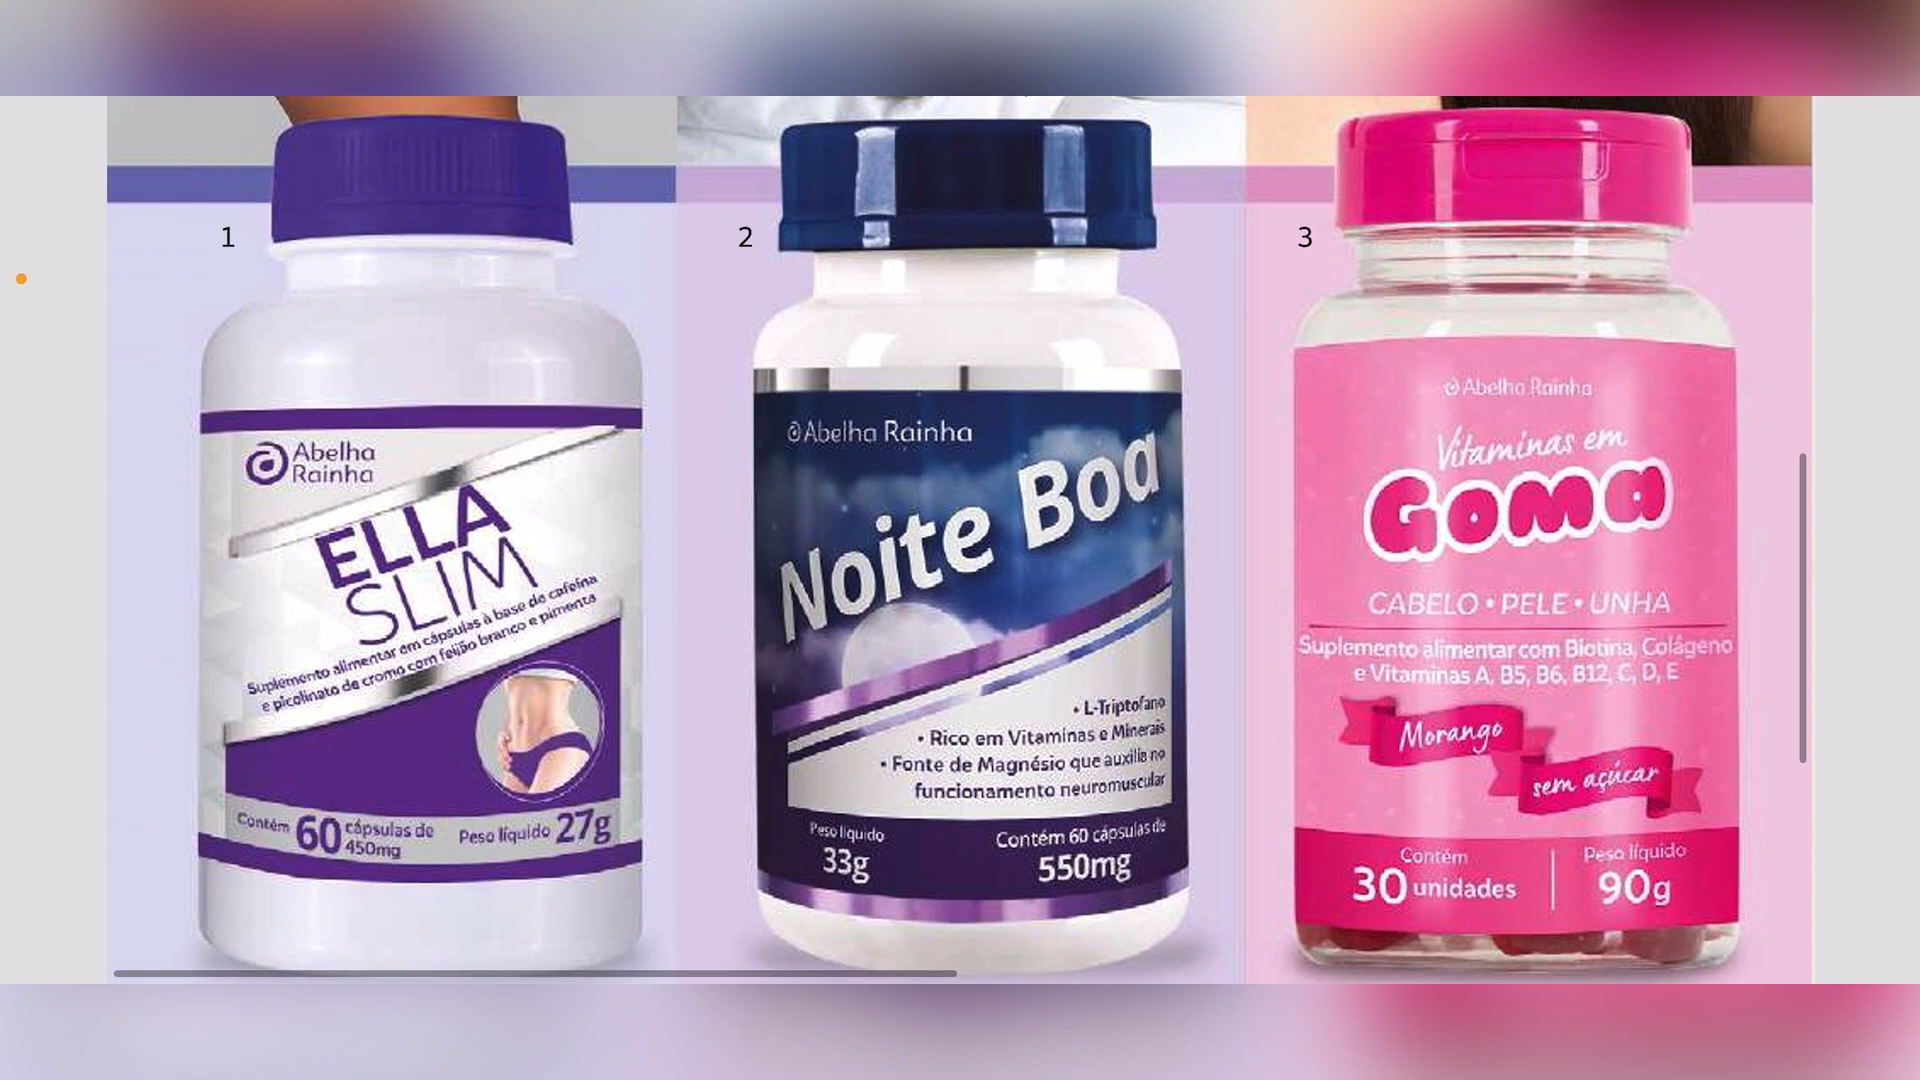 1
Abelha
Rainha
ELLA
SLIM
Suplemento alimentar em cápsulas à base de cafeína
e picolinato de cromo com feijão branco e pimenta
Contém 60 cápsulas de
450mg
Peso líquido 27g
2
Abelha Rainha
Noite Boa
• L-Triptofano
• Rico em Vitaminas e Minerais
• Fonte de Magnésio que auxilia no
funcionamento neuromuscular
Peso líquido
33g
Contém 60 cápsulas de
550mg
3
Abelha Rainha
Vitaminas em
Goma
CABELO • PELE • UNHA
Suplemento alimentar com Biotina, Colágeno
e Vitaminas A, B5, B6, B12, C, D, E
Morango
sem açúcar
Contém
30 unidades
Peso líquido
90g